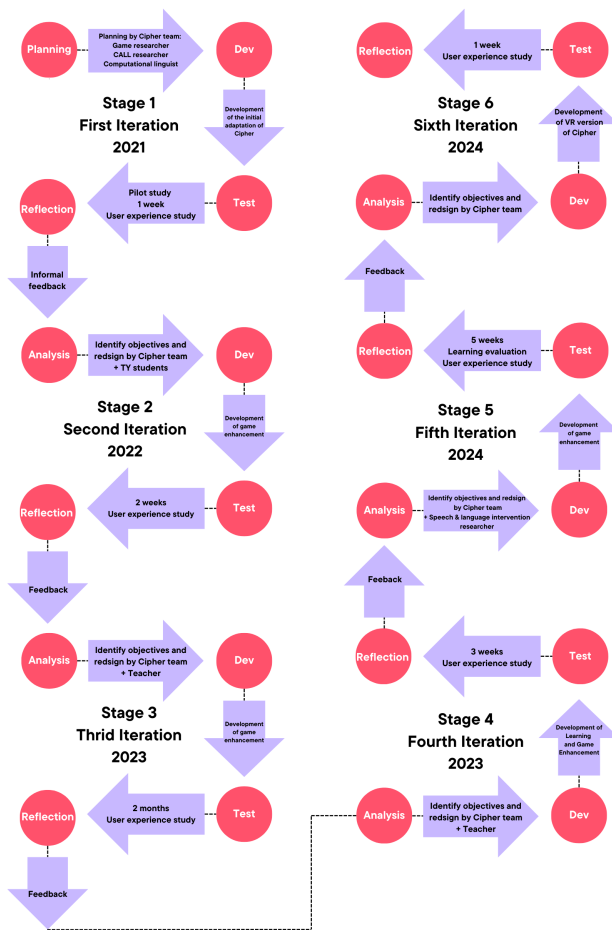 Planning
Planning by Cipher team:
Game researcher
CALL researcher
Computational linguist
Dev
Stage 1
First Iteration
2021
Development
of the initial
adaptation of
Cipher
Reflection
Pilot study
1 week
User experience study
Test
Informal
feedback
Analysis
Identify objectives and
redsign by Cipher team
+ TY students
Dev
Stage 2
Second Iteration
2022
Development
of game
enhancement
Reflection
2 weeks
User experience study
Test
Feedback
Analysis
Identify objectives and
redsign by Cipher team
+ Teacher
Dev
Stage 3
Thrid Iteration
2023
Development
of game
enhancement
Reflection
2 months
User experience study
Test
Feedback
Analysis
Identify objectives and
redsign by Cipher team
+ Teacher
Dev
Stage 4
Fourth Iteration
2023
Development of
Learning
and Game
Enhancement
Reflection
3 weeks
User experience study
Test
Feeback
Analysis
Identify objectives and redsign
by Cipher team
+ Speech & language intervention
researcher
Dev
Stage 5
Fifth Iteration
2024
Development
of game
enhancement
Reflection
5 weeks
Learning evaluation
User experience study
Test
Feedback
Analysis
Identify objectives and
redsign by Cipher team
Dev
Stage 6
Sixth Iteration
2024
Development
of VR version
of Cipher
Reflection
1 week
User experience study
Test